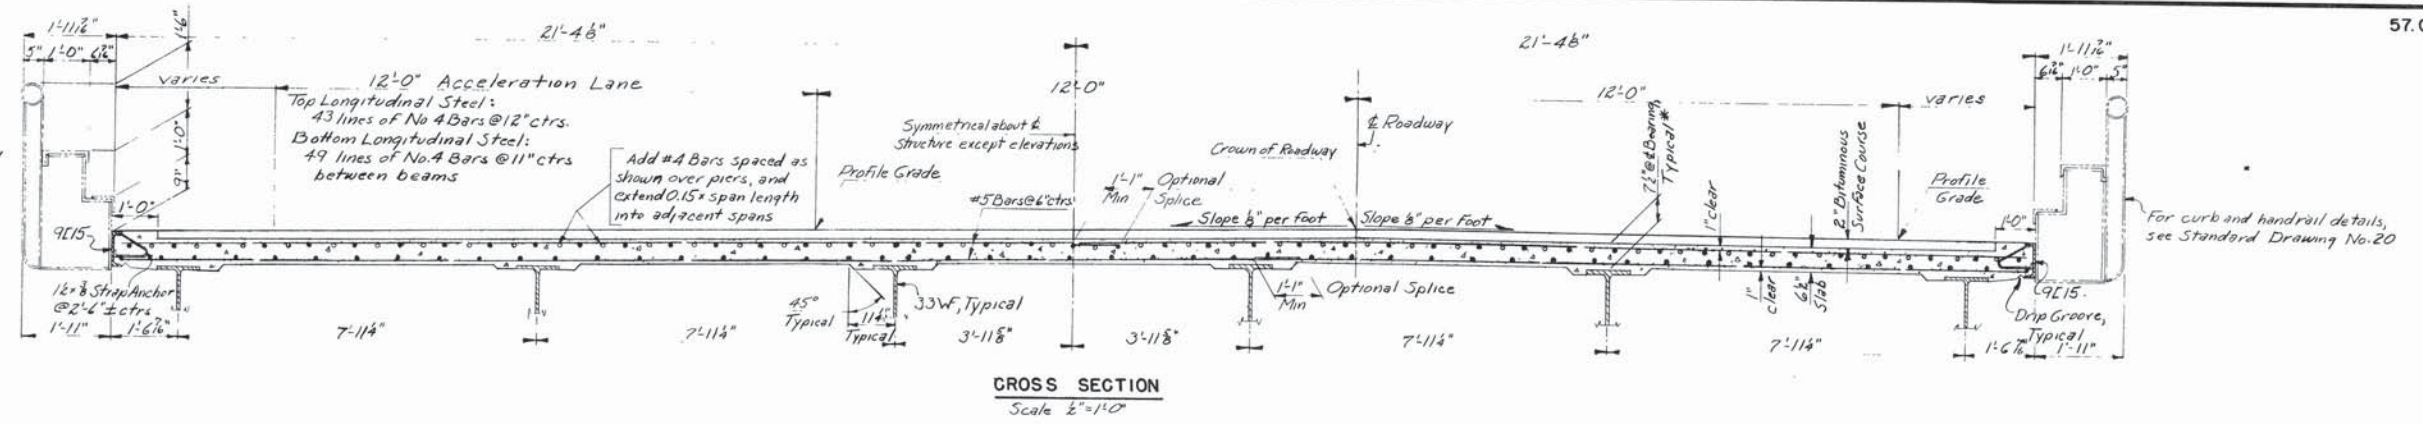 57.0
1'-11 7/16"
21'-4 1/8"
21'-4 1/8"
1'-11 7/16"
5" 1'-0" 6 7/16"
1'-6"
6 7/16" 1'-0" 5"
varies
12'-0" Acceleration Lane
12'-0"
12'-0"
varies
Top Longitudinal Steel:
43 lines of No 4 Bars @ 12" ctrs.
Bottom Longitudinal Steel:
49 lines of No. 4 Bars @ 11" ctrs
between beams
1'-0"
Add #4 Bars spaced as
shown over piers, and
extend 0.15 x span length
into adjacent spans
Profile Grade
Symmetrical about ℄
Structure except elevations
℄ Roadway
Crown of Roadway
7 1/2" @ ℄ Bearing,
Typical *
1" clear
2" Bituminous
Surface Course
Profile
Grade
#5 Bars @ 6" ctrs
1'-1"
Min
Optional
Splice
Slope 1/8" per Foot
Slope 1/8" per Foot
1'-0"
1'-0"
9[15
For curb and handrail details,
see Standard Drawing No. 20
Strap Anchor
@ 2'-6" ± ctrs
45°
Typical
Typical
33WF, Typical
1'-1"
Min
Optional Splice
1"
clear
6 1/2"
Slab
9[15
Drip Groove,
Typical
1'-11"
1'-6 7/16"
7'-11 1/4"
7'-11 1/4"
3'-11 5/8"
3'-11 5/8"
7'-11 1/4"
7'-11 1/4"
1'-6 7/16"
1'-11"
CROSS SECTION
Scale 1/2" = 1'-0"